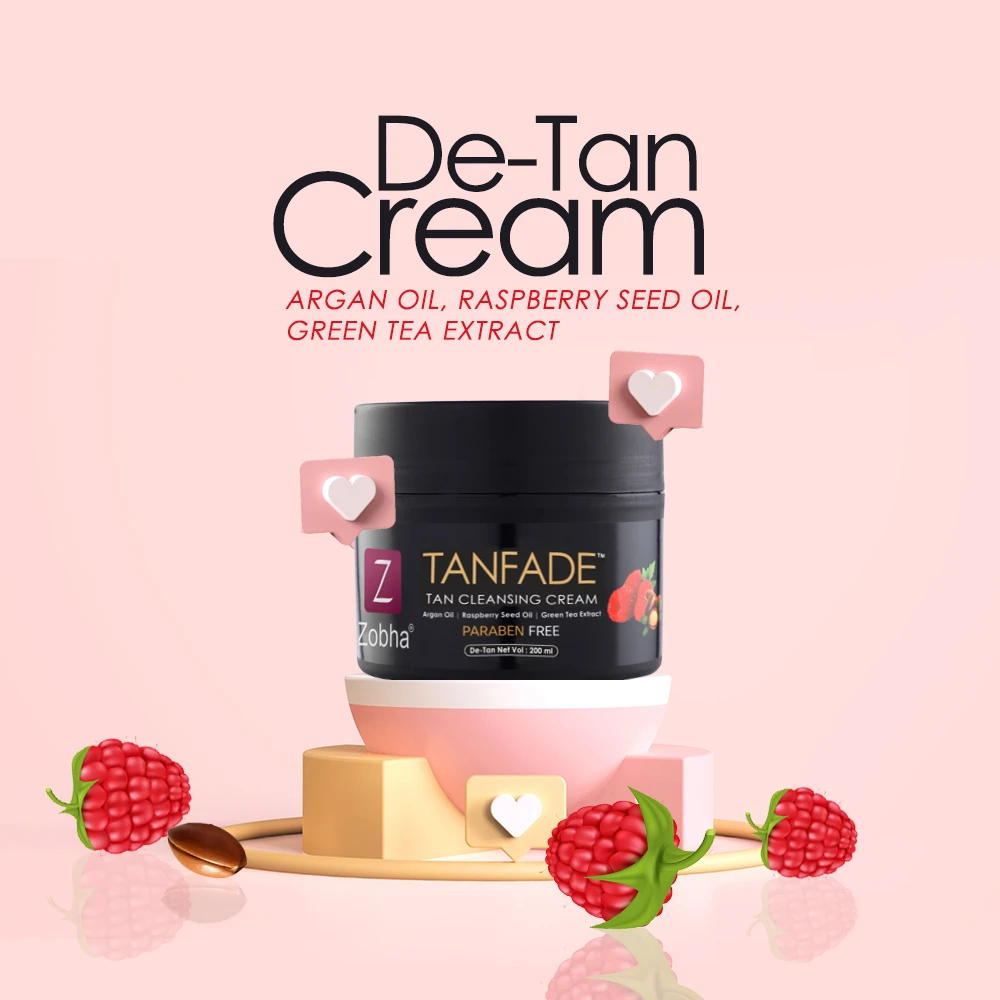 De-Tan
Cream
ARGAN OIL, RASPBERRY SEED OIL,
GREEN TEA EXTRACT
Z
Zobha®
TANFADE™
TAN CLEANSING CREAM
Argan Oil | Raspberry Seed Oil | Green Tea Extract
PARABEN FREE
De-Tan Net Vol : 200 ml